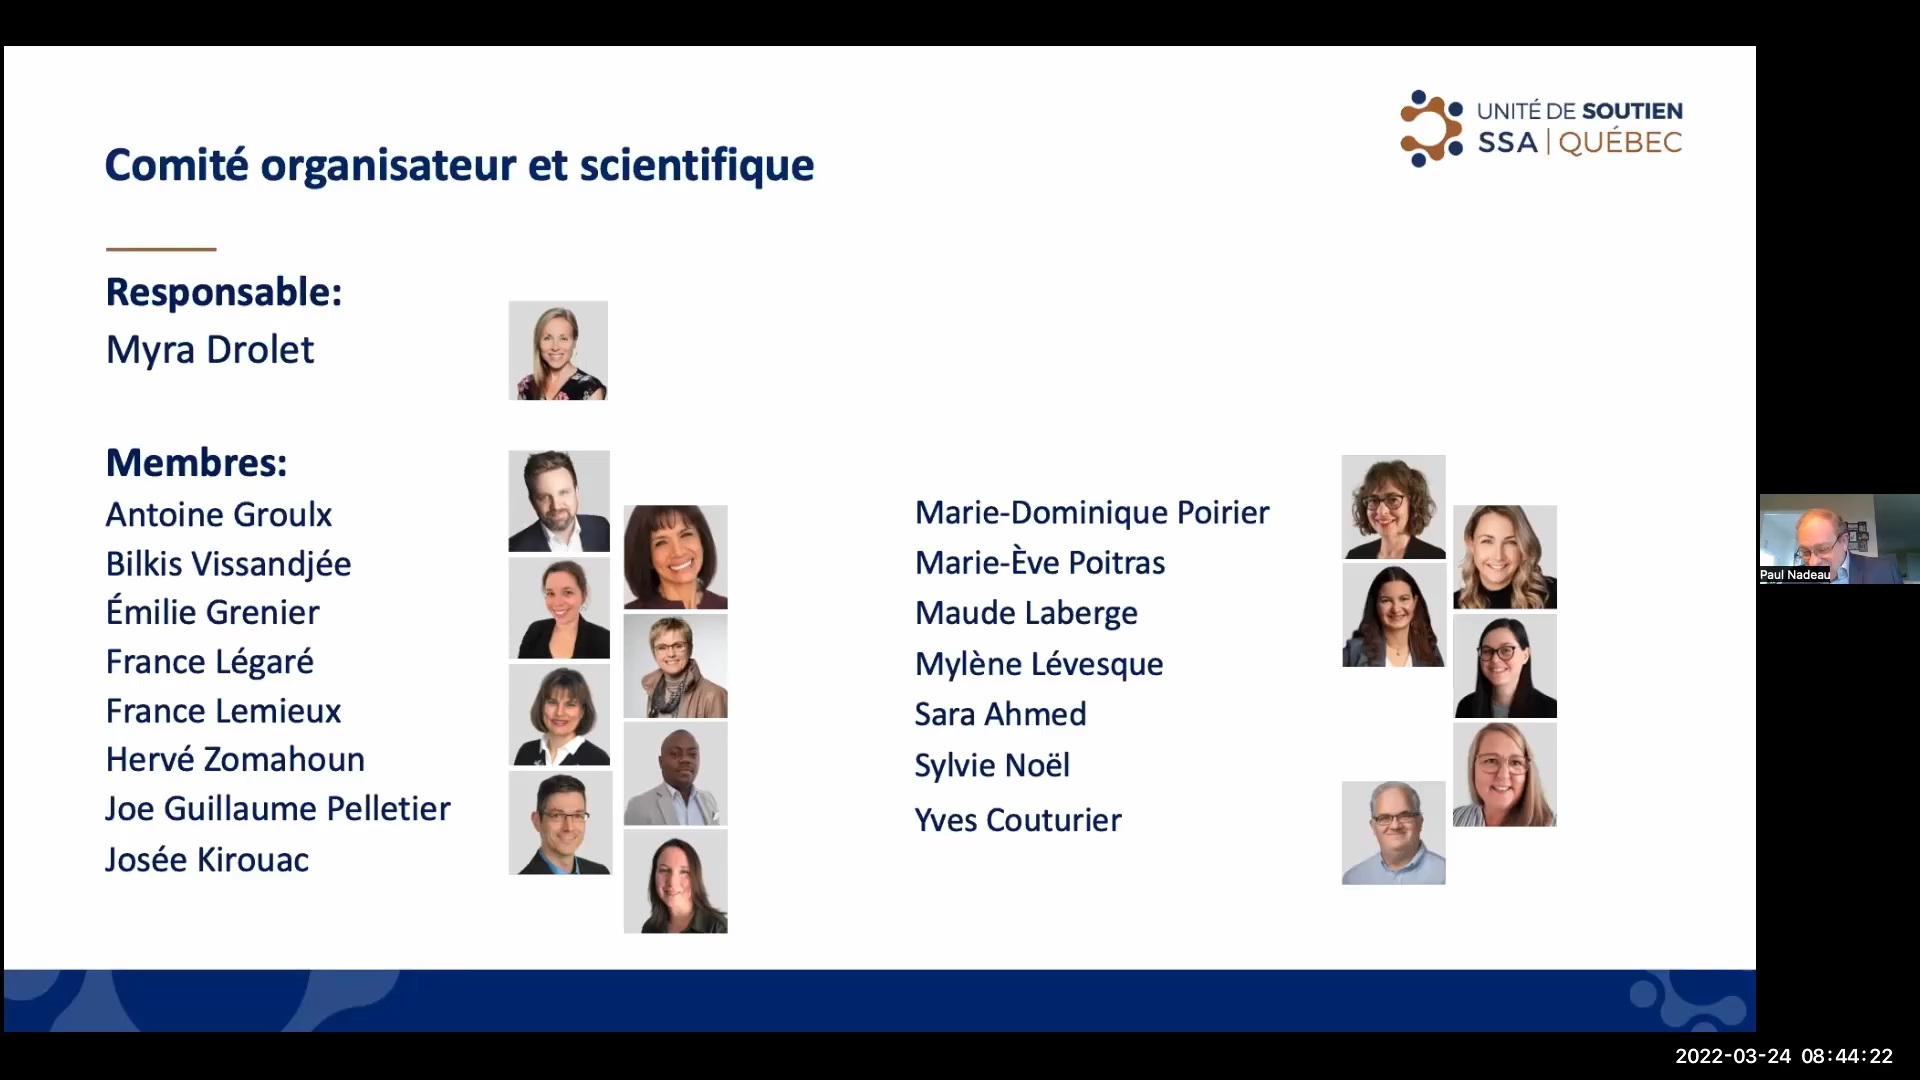 UNITÉ DE SOUTIEN
SSA | QUÉBEC
Comité organisateur et scientifique
Responsable:
Myra Drolet
Membres:
Antoine Groulx
Bilkis Vissandjée
Émilie Grenier
France Légaré
France Lemieux
Hervé Zomahoun
Joe Guillaume Pelletier
Josée Kirouac
Marie-Dominique Poirier
Marie-Ève Poitras
Maude Laberge
Mylène Lévesque
Sara Ahmed
Sylvie Noël
Yves Couturier
Paul Nadeau
2022-03-24 08:44:22